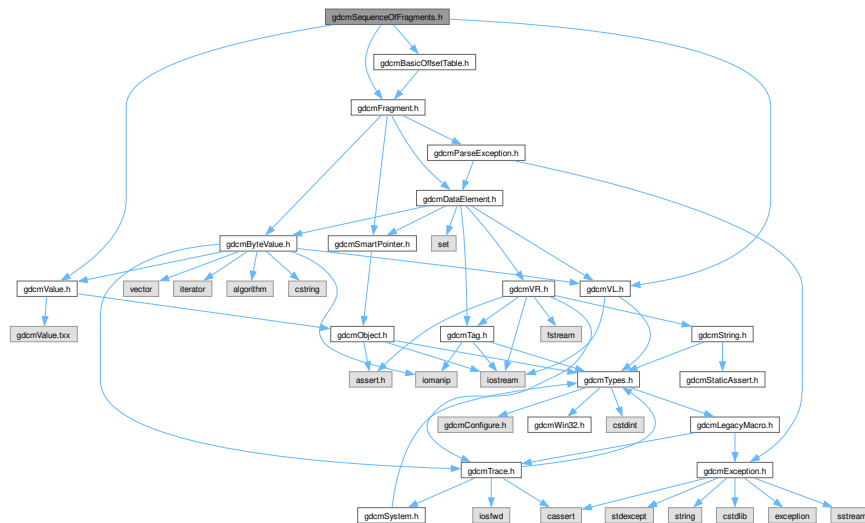 gdcmSequenceOfFragments.h
gdcmBasicOffsetTable.h
gdcmFragment.h
gdcmParseException.h
gdcmDataElement.h
gdcmByteValue.h
gdcmSmartPointer.h
set
gdcmValue.h
vector
iterator
algorithm
cstring
gdcmVR.h
gdcmVL.h
gdcmValue.txx
gdcmObject.h
gdcmTag.h
fstream
gdcmString.h
assert.h
iomanip
iostream
gdcmTypes.h
gdcmStaticAssert.h
gdcmConfigure.h
gdcmWin32.h
cstdint
gdcmLegacyMacro.h
gdcmTrace.h
gdcmException.h
gdcmSystem.h
iosfwd
cassert
stdexcept
string
cstdlib
exception
sstream